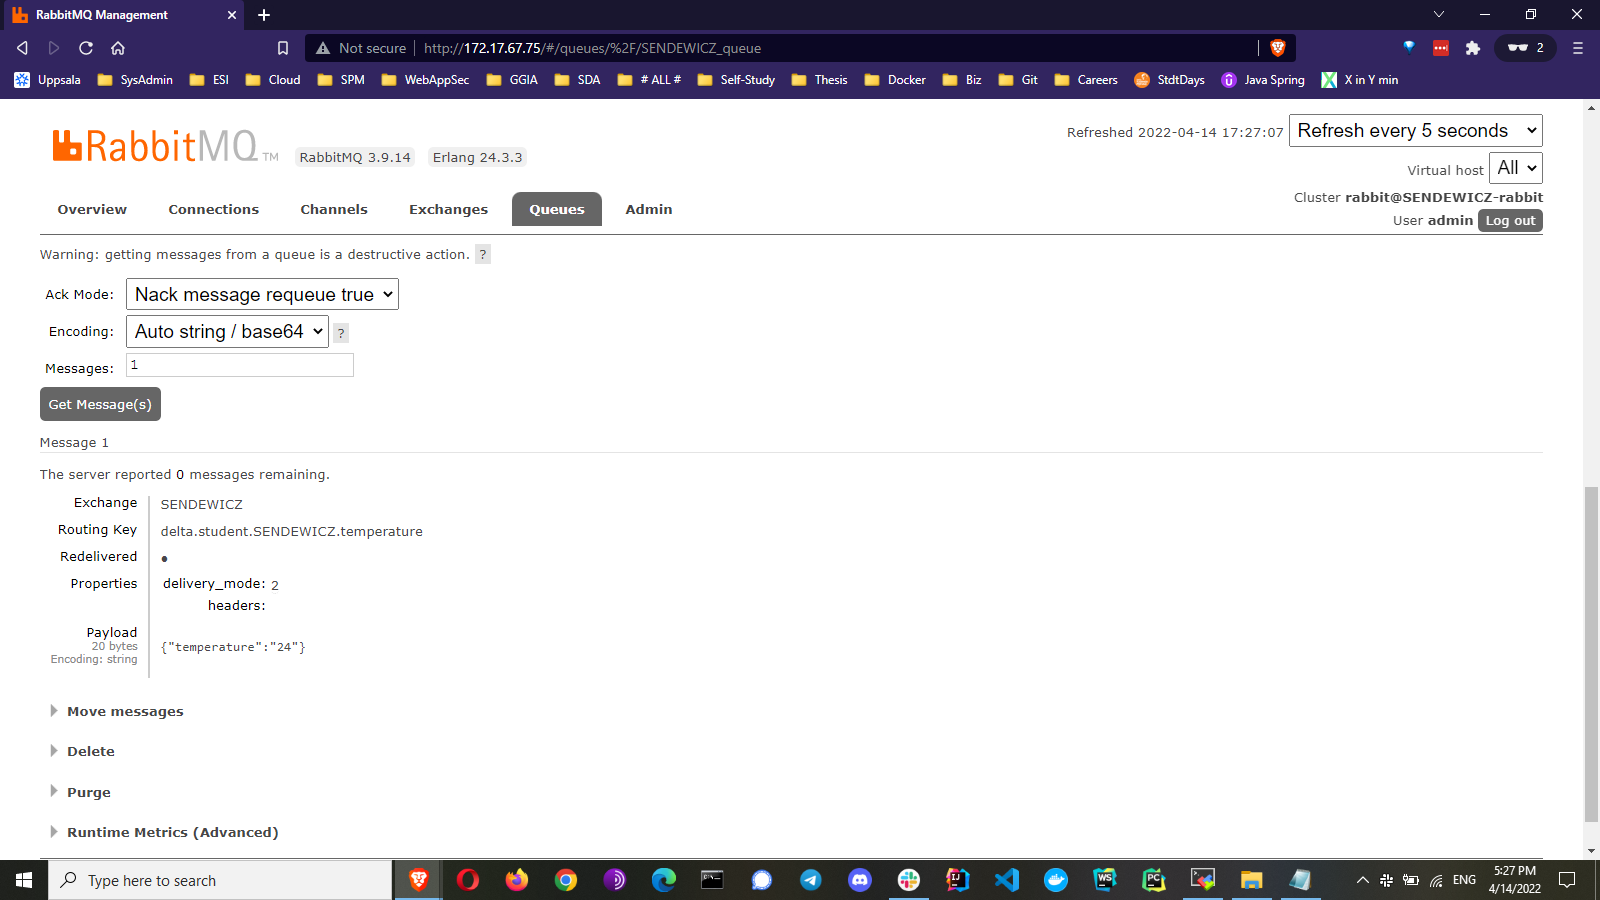 RabbitMQ Management
Not secure
http://172.17.67.75/#/queues/%2F/SENDEWICZ_queue
2
Uppsala
SysAdmin
ESI
Cloud
SPM
WebAppSec
GGIA
SDA
# ALL #
Self-Study
Thesis
Docker
Biz
Git
Careers
StdtDays
Java Spring
X in Y min
RabbitMQ TM
RabbitMQ 3.9.14
Erlang 24.3.3
Refreshed 2022-04-14 17:27:07
Refresh every 5 seconds
Virtual host
All
Cluster rabbit@SENDEWICZ-rabbit
User admin
Log out
Overview
Connections
Channels
Exchanges
Queues
Admin
Warning: getting messages from a queue is a destructive action. ?
Ack Mode: Nack message requeue true
Encoding: Auto string / base64 ?
Messages: 1
Get Message(s)
Message 1
The server reported 0 messages remaining.
Exchange SENDEWICZ
Routing Key delta.student.SENDEWICZ.temperature
Redelivered ●
Properties delivery_mode: 2
headers:
Payload
20 bytes
Encoding: string
{"temperature":"24"}
Move messages
Delete
Purge
Runtime Metrics (Advanced)
Type here to search
ENG
5:27 PM
4/14/2022